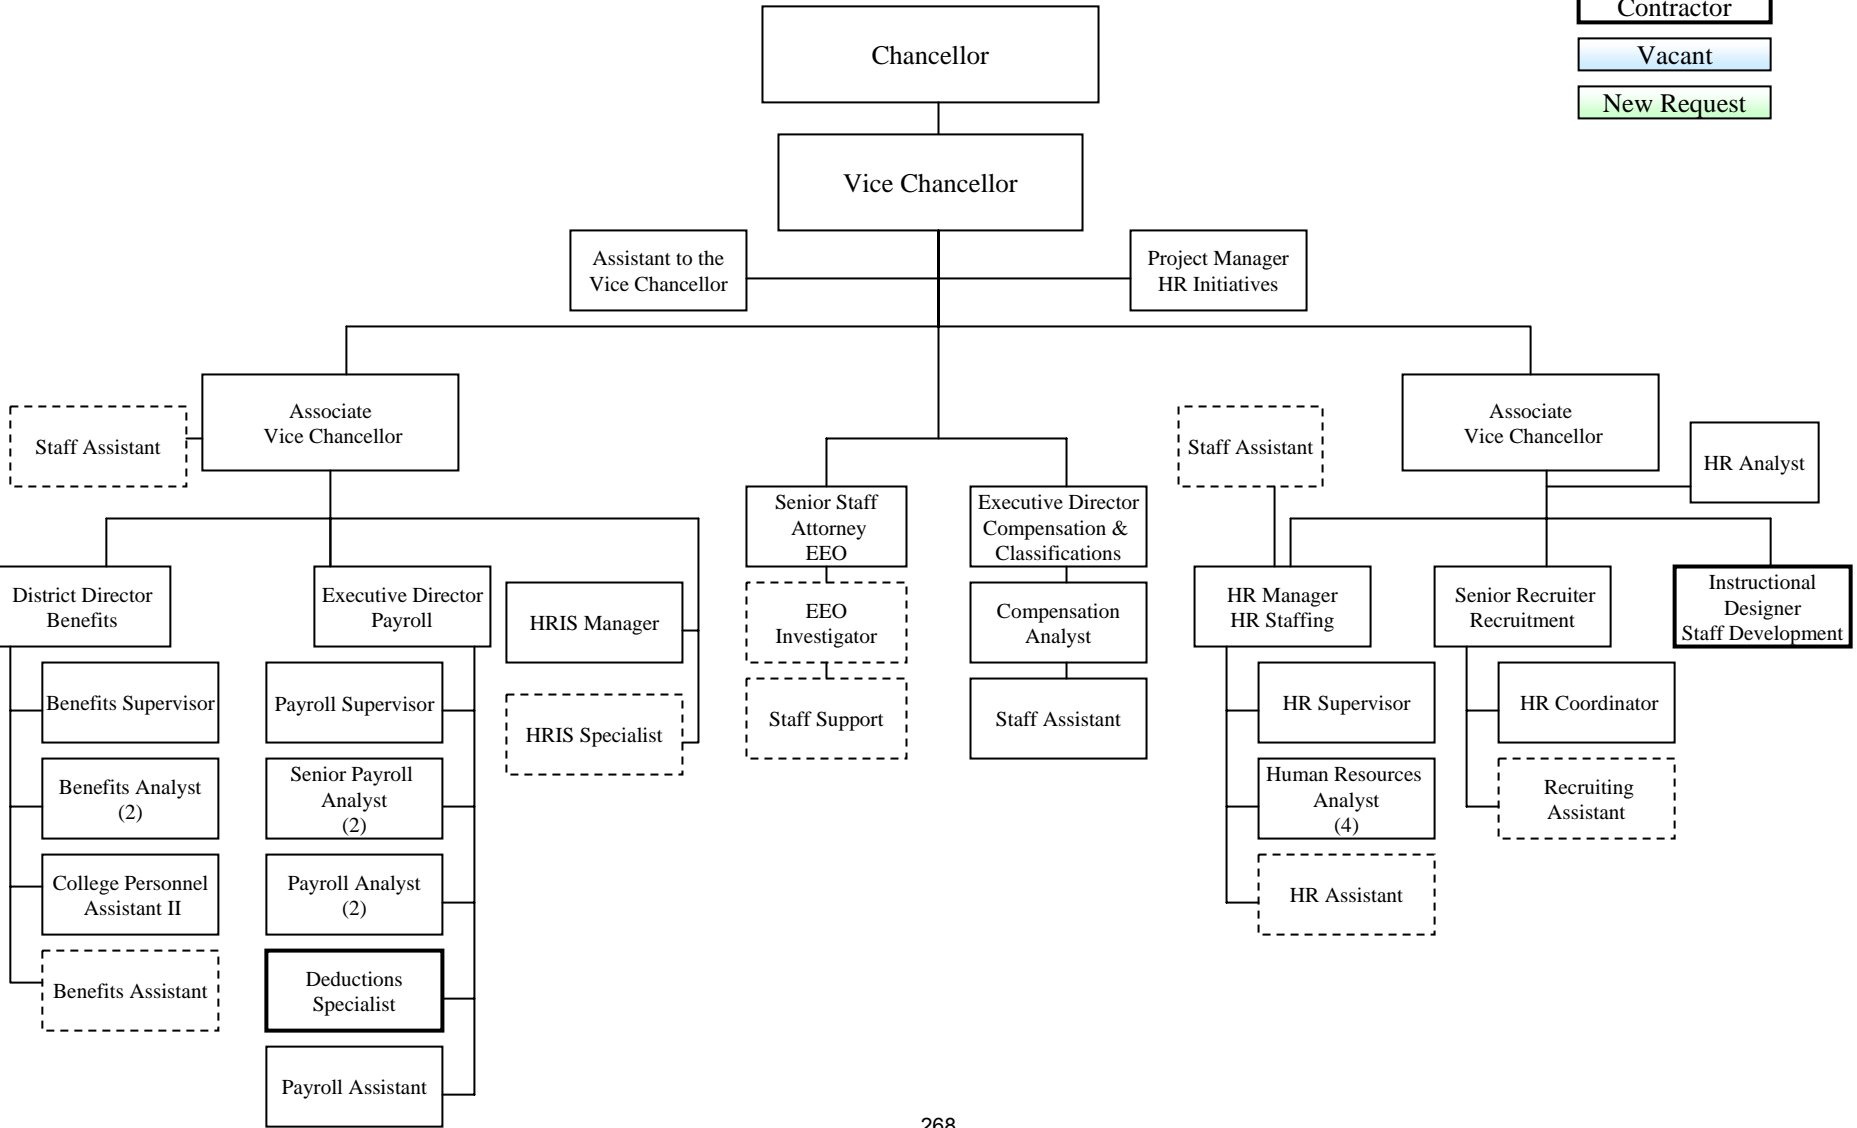 Contractor
Vacant
New Request
Chancellor
Vice Chancellor
Assistant to the
Vice Chancellor
Project Manager
HR Initiatives
Associate
Vice Chancellor
Staff Assistant
District Director
Benefits
Benefits Supervisor
Benefits Analyst
(2)
College Personnel
Assistant II
Benefits Assistant
Executive Director
Payroll
Payroll Supervisor
Senior Payroll
Analyst
(2)
Payroll Analyst
(2)
Deductions
Specialist
Payroll Assistant
HRIS Manager
HRIS Specialist
Senior Staff
Attorney
EEO
EEO
Investigator
Staff Support
Executive Director
Compensation &
Classifications
Compensation
Analyst
Staff Assistant
Associate
Vice Chancellor
Staff Assistant
HR Analyst
HR Manager
HR Staffing
HR Supervisor
Human Resources
Analyst
(4)
HR Assistant
Senior Recruiter
Recruitment
HR Coordinator
Recruiting
Assistant
Instructional
Designer
Staff Development
268